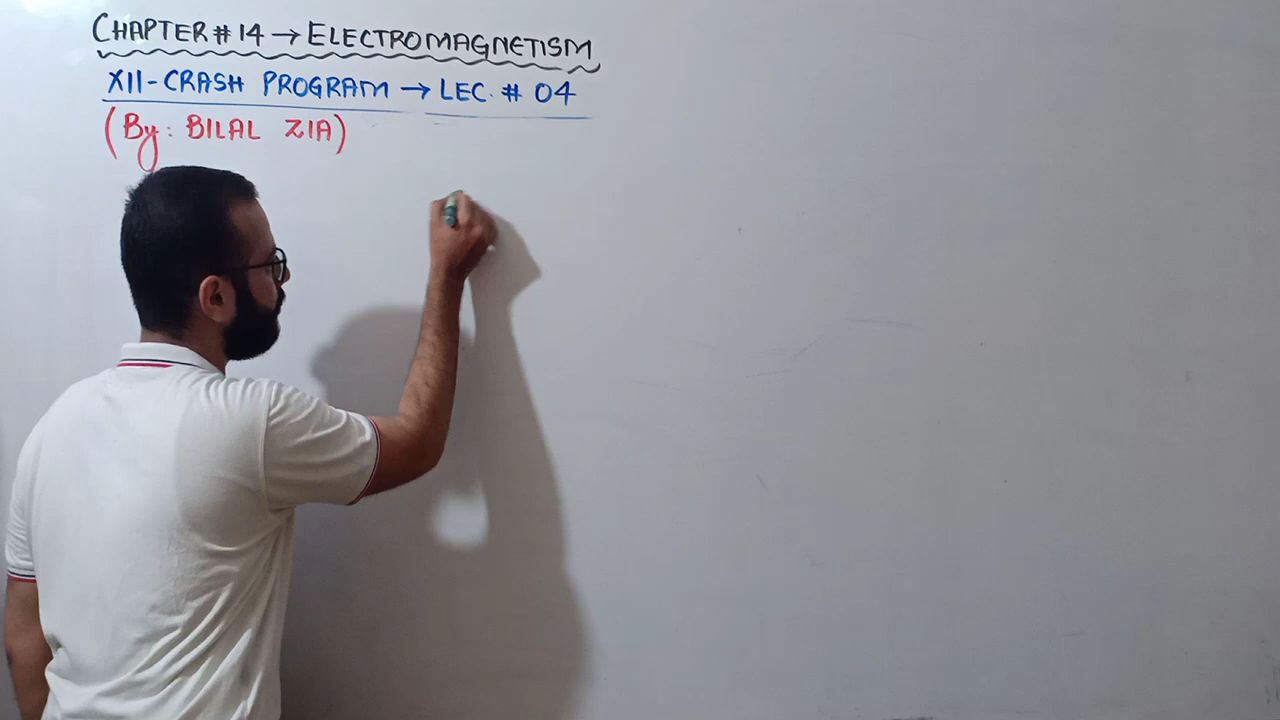 CHAPTER # 14 → ELECTROMAGNETISM
XII-CRASH PROGRAM → LEC. # 04
(By: BILAL ZIA)